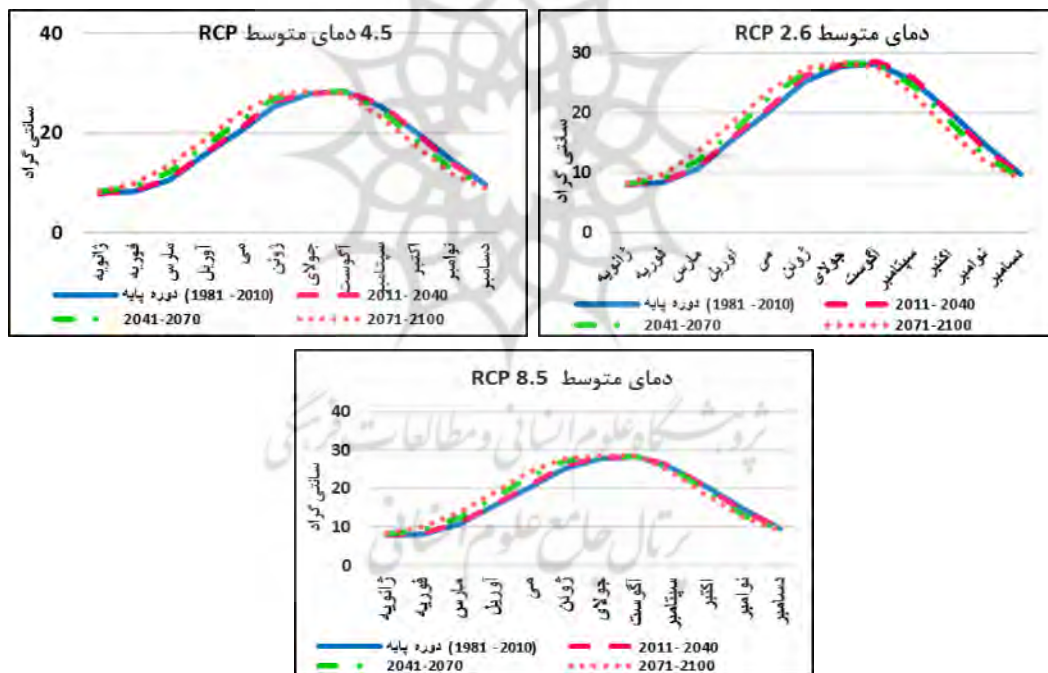 دمای متوسط RCP 4.5
سانتی گراد
40
20
0
ژانویه
فوریه
مارس
آوریل
می
ژوئن
جولای
آگوست
سپتامبر
اکتبر
نوامبر
دسامبر
دوره پایه (1981 -2010)
2011- 2040
2041-2070
2071-2100
دمای متوسط RCP 2.6
سانتی گراد
30
20
10
0
ژانویه
فوریه
مارس
آوریل
می
ژوئن
جولای
آگوست
سپتامبر
اکتبر
نوامبر
دسامبر
دوره پایه (1981 -2010)
2011- 2040
2041-2070
2071-2100
دمای متوسط RCP 8.5
سانتی گراد
40
30
20
10
0
ژانویه
فوریه
مارس
آوریل
می
ژوئن
جولای
آگوست
سپتامبر
اکتبر
نوامبر
دسامبر
دوره پایه (1981 -2010)
2011- 2040
2041-2070
2071-2100
پژوهشگاه علوم انسانی و مطالعات فرهنگی
پرتال جامع علوم انسانی